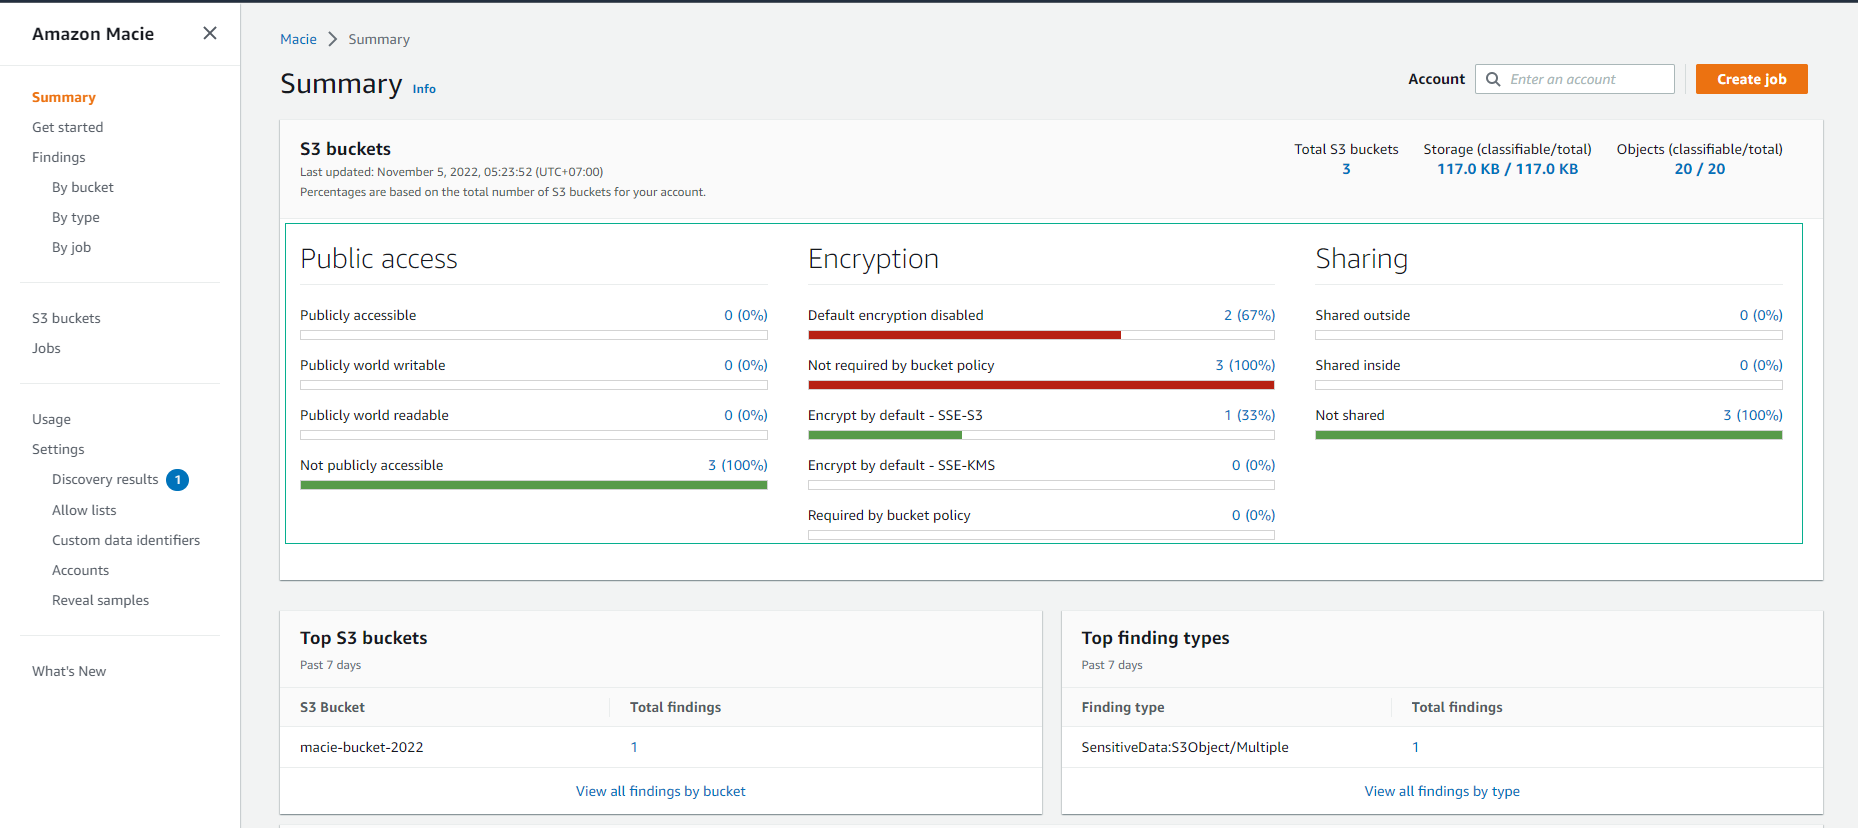 Amazon Macie
Summary
Get started
Findings
By bucket
By type
By job
S3 buckets
Jobs
Usage
Settings
Discovery results 1
Allow lists
Custom data identifiers
Accounts
Reveal samples
What's New
Macie > Summary
Summary Info
Account Enter an account Create job
S3 buckets
Last updated: November 5, 2022, 05:23:52 (UTC+07:00)
Percentages are based on the total number of S3 buckets for your account.
Total S3 buckets
3
Storage (classifiable/total)
117.0 KB / 117.0 KB
Objects (classifiable/total)
20 / 20
Public access
Publicly accessible 0 (0%)
Publicly world writable 0 (0%)
Publicly world readable 0 (0%)
Not publicly accessible 3 (100%)
Encryption
Default encryption disabled 2 (67%)
Not required by bucket policy 3 (100%)
Encrypt by default - SSE-S3 1 (33%)
Encrypt by default - SSE-KMS 0 (0%)
Required by bucket policy 0 (0%)
Sharing
Shared outside 0 (0%)
Shared inside 0 (0%)
Not shared 3 (100%)
Top S3 buckets
Past 7 days
S3 Bucket Total findings
macie-bucket-2022 1
View all findings by bucket
Top finding types
Past 7 days
Finding type Total findings
SensitiveData:S3Object/Multiple 1
View all findings by type